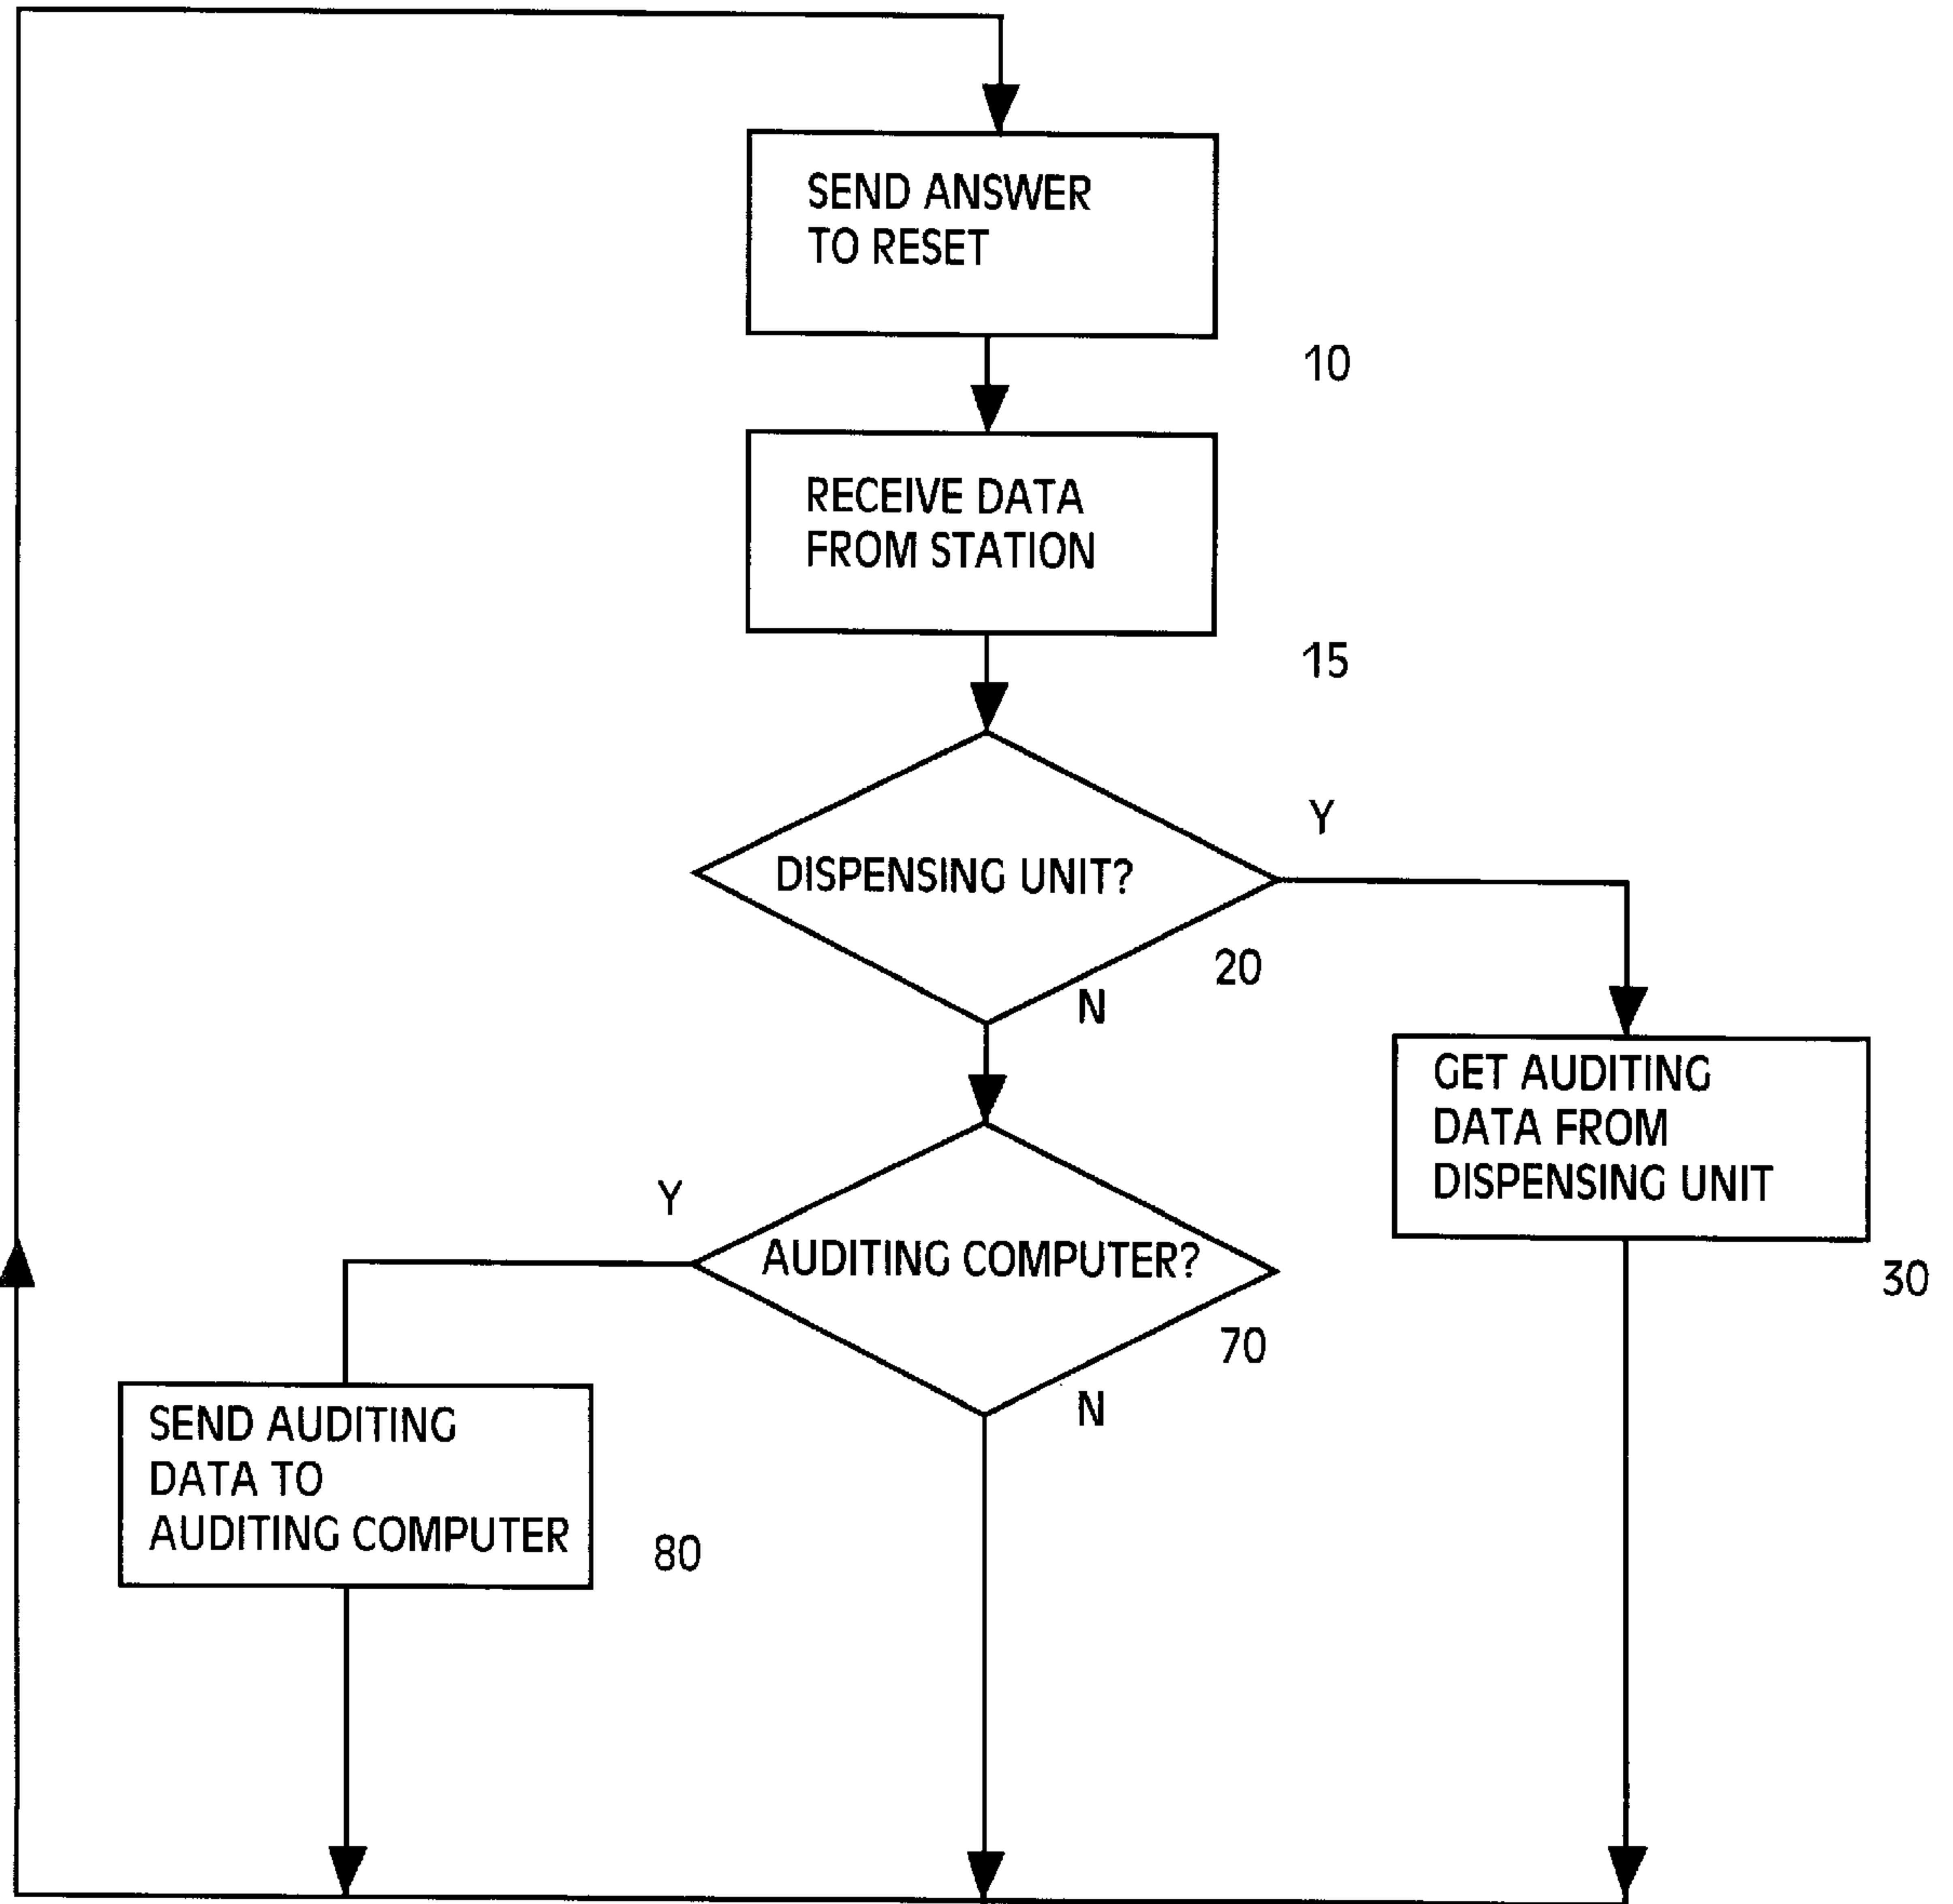 SEND ANSWER
TO RESET
10
RECEIVE DATA
FROM STATION
15
DISPENSING UNIT?
Y
20
N
GET AUDITING
DATA FROM
DISPENSING UNIT
30
AUDITING COMPUTER?
Y
70
N
SEND AUDITING
DATA TO
AUDITING COMPUTER
80